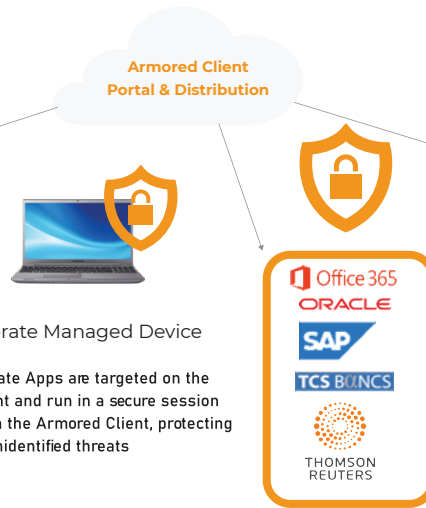 Armored Client
Portal & Distribution
Office 365
ORACLE
SAP
TCS BANCS
THOMSON
REUTERS
rate Managed Device
ate Apps are targeted on the
nt and run in a secure session
the Armored Client, protecting
nidentified threats